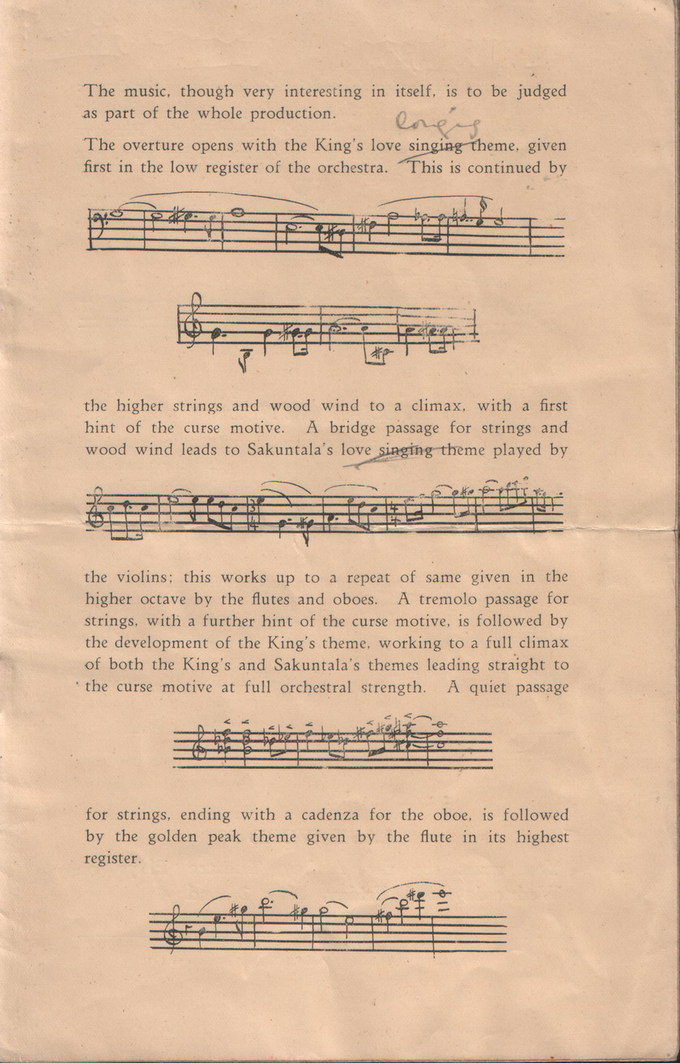 The music, though very interesting in itself, is to be judged
as part of the whole production.
longing
The overture opens with the King's love singing theme, given
first in the low register of the orchestra. This is continued by
the higher strings and wood wind to a climax, with a first
hint of the curse motive. A bridge passage for strings and
wood wind leads to Sakuntala's love singing theme played by
the violins; this works up to a repeat of same given in the
higher octave by the flutes and oboes. A tremolo passage for
strings, with a further hint of the curse motive, is followed by
the development of the King's theme, working to a full climax
of both the King's and Sakuntala's themes leading straight to
the curse motive at full orchestral strength. A quiet passage
for strings, ending with a cadenza for the oboe, is followed
by the golden peak theme given by the flute in its highest
register.